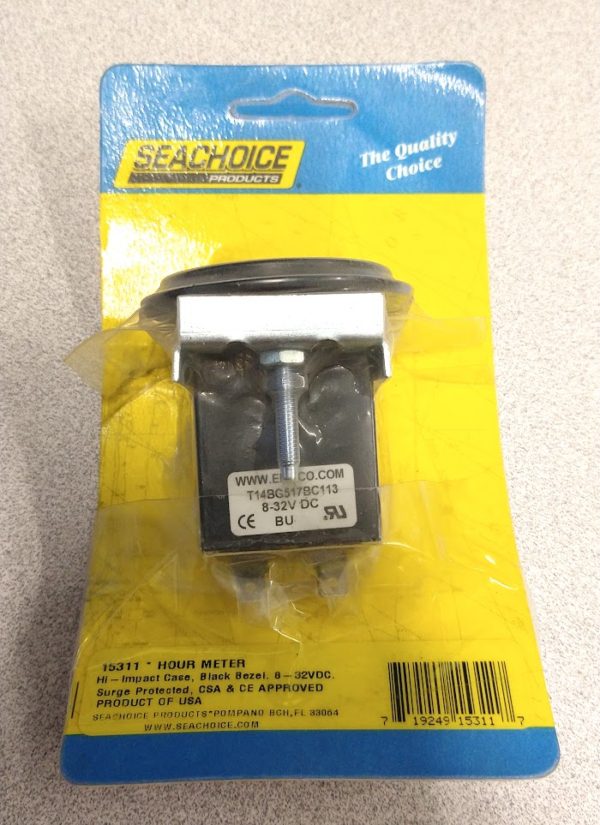 SEACHOICE
PRODUCTS
The Quality
Choice
T14BG517BC113
8-32V DC
CE BU
15311 * HOUR METER
Hi-Impact Case, Black Bezel. 8-32VDC.
Surge Protected, CSA & CE APPROVED
PRODUCT OF USA
SEACHOICE PRODUCTS*POMPANO BCH,FL 33064
WWW.SEACHOICE.COM
7 19249 15311 7